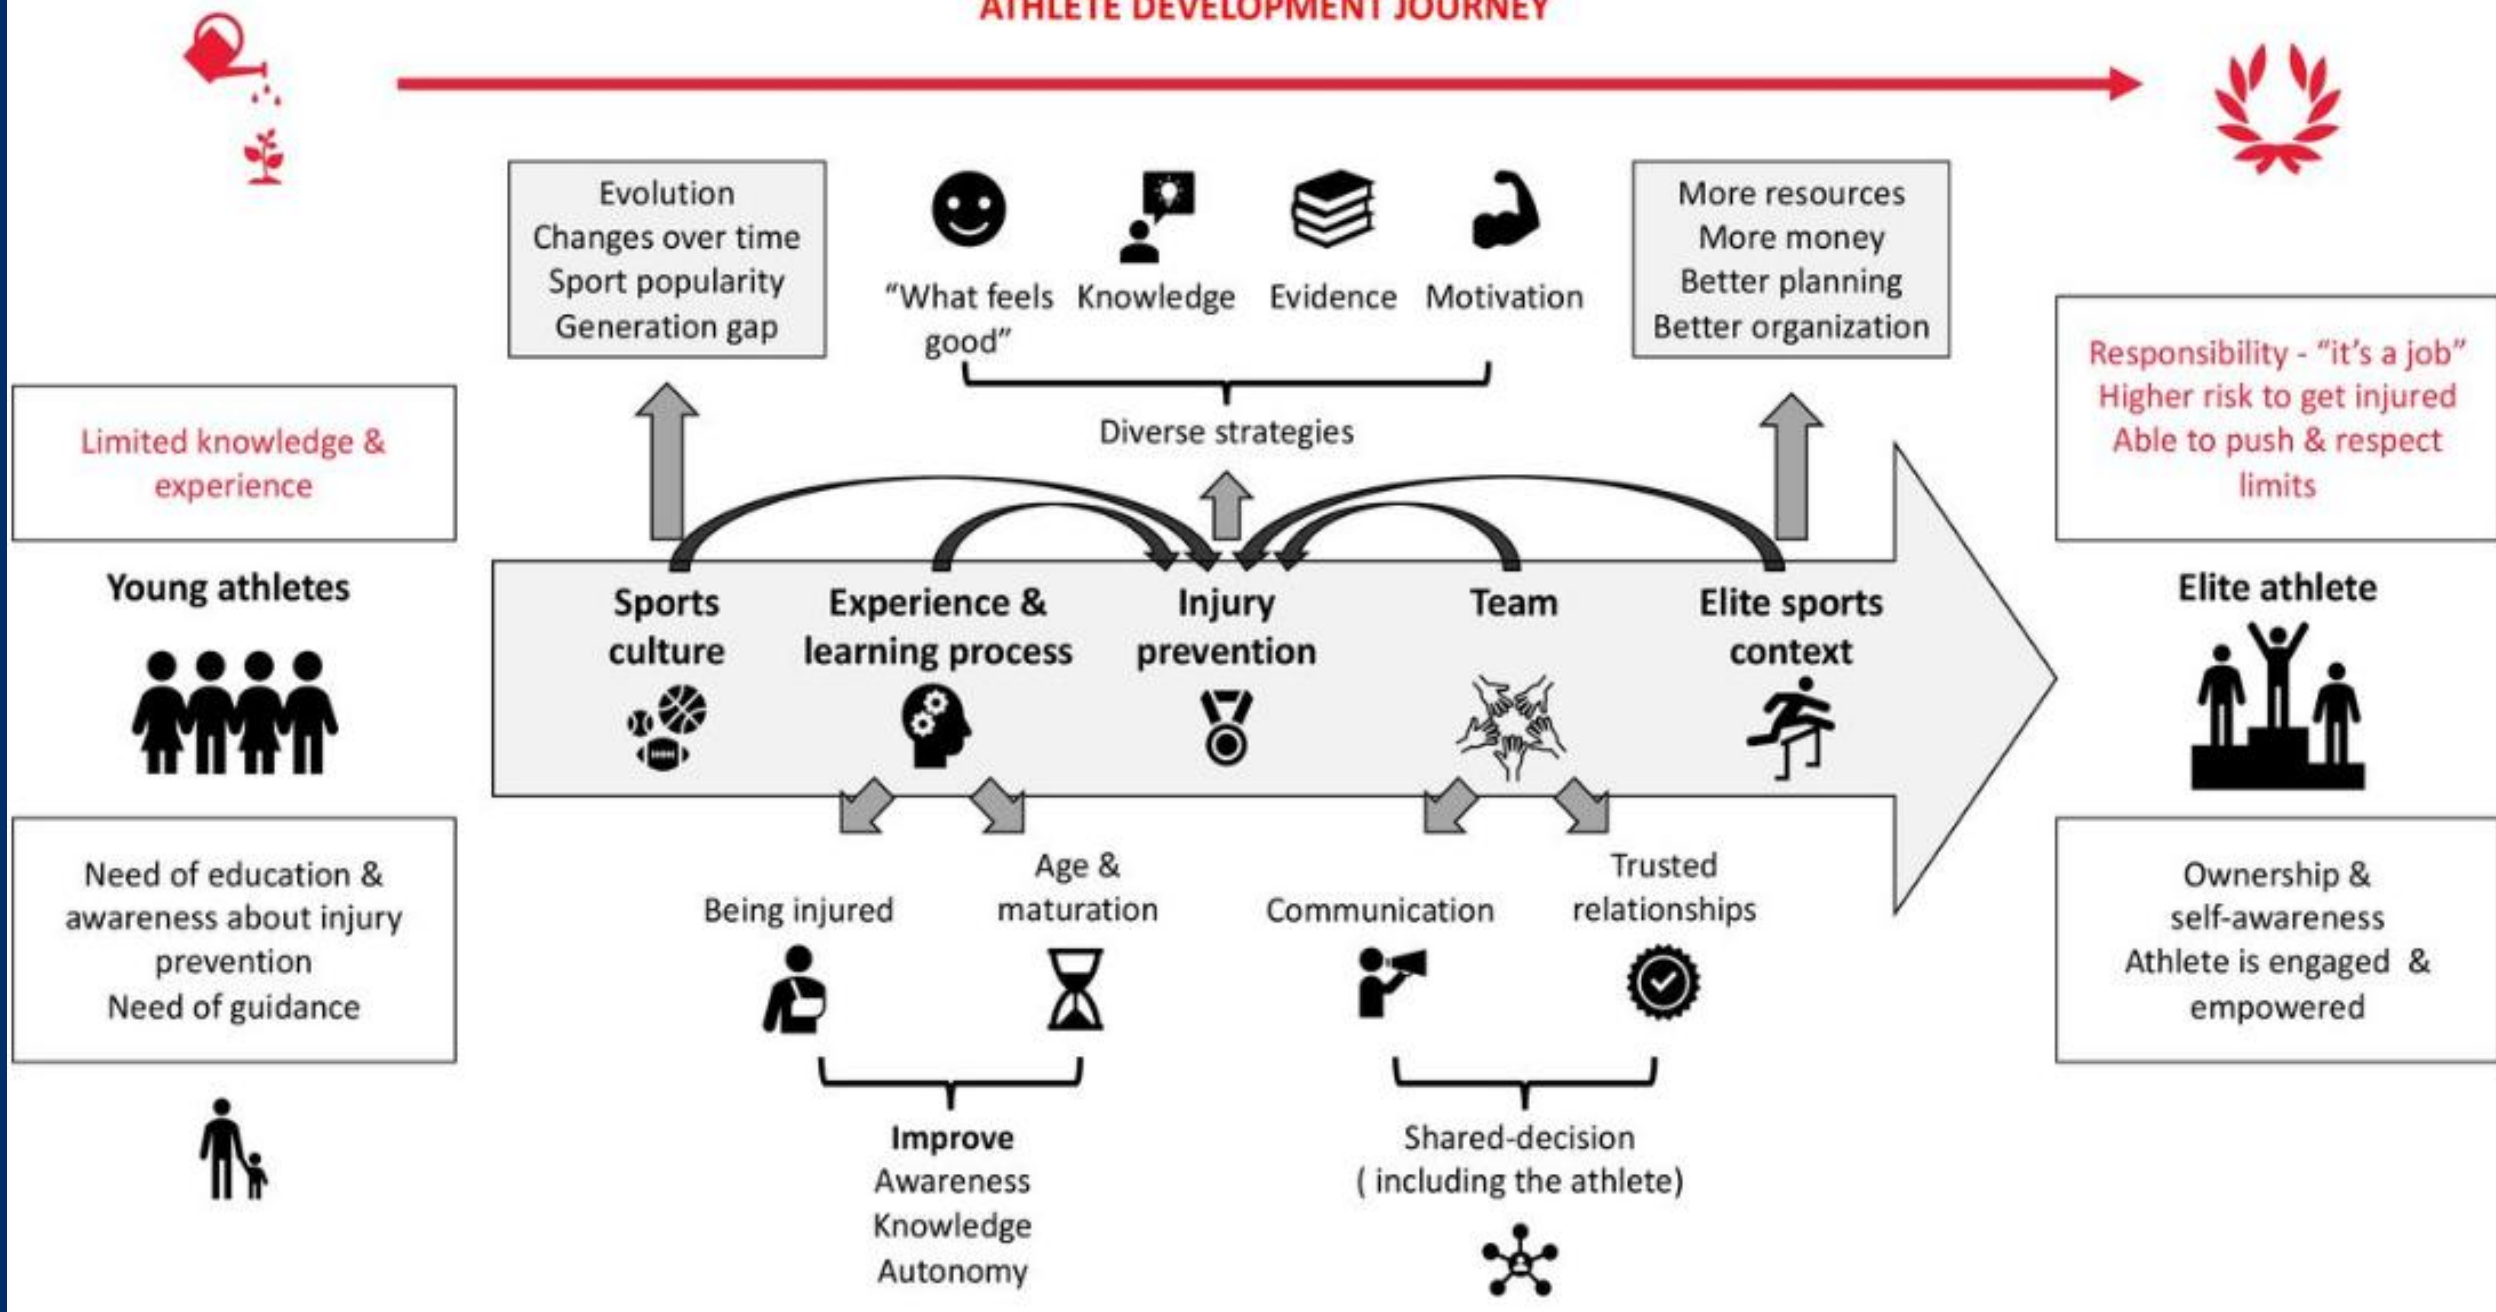 ATHLETE DEVELOPMENT JOURNEY
Evolution
Changes over time
Sport popularity
Generation gap
“What feels
good”
Knowledge
Evidence
Motivation
Diverse strategies
More resources
More money
Better planning
Better organization
Limited knowledge &
experience
Young athletes
Need of education &
awareness about injury
prevention
Need of guidance
Sports
culture
Experience &
learning process
Injury
prevention
Team
Elite sports
context
Being injured
Age &
maturation
Improve
Awareness
Knowledge
Autonomy
Communication
Trusted
relationships
Shared-decision
( including the athlete)
Responsibility - “it’s a job”
Higher risk to get injured
Able to push & respect
limits
Elite athlete
Ownership &
self-awareness
Athlete is engaged &
empowered